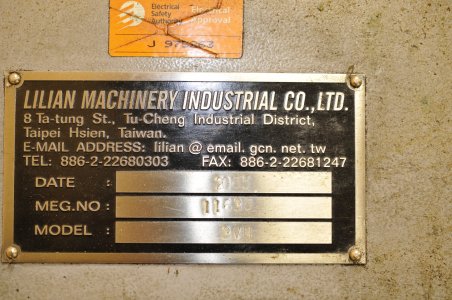 Electrical
Safety
Authority
Electrical
Approval
LILIAN MACHINERY INDUSTRIAL CO.,LTD.
8 Ta-tung St., Tu-Cheng Industrial District,
Taipei Hsien, Taiwan.
E-MAIL ADDRESS: lilian @ email. gcn. net. tw
TEL: 886-2-22680303 FAX: 886-2-22681247
DATE :
MEG.NO :
MODEL :